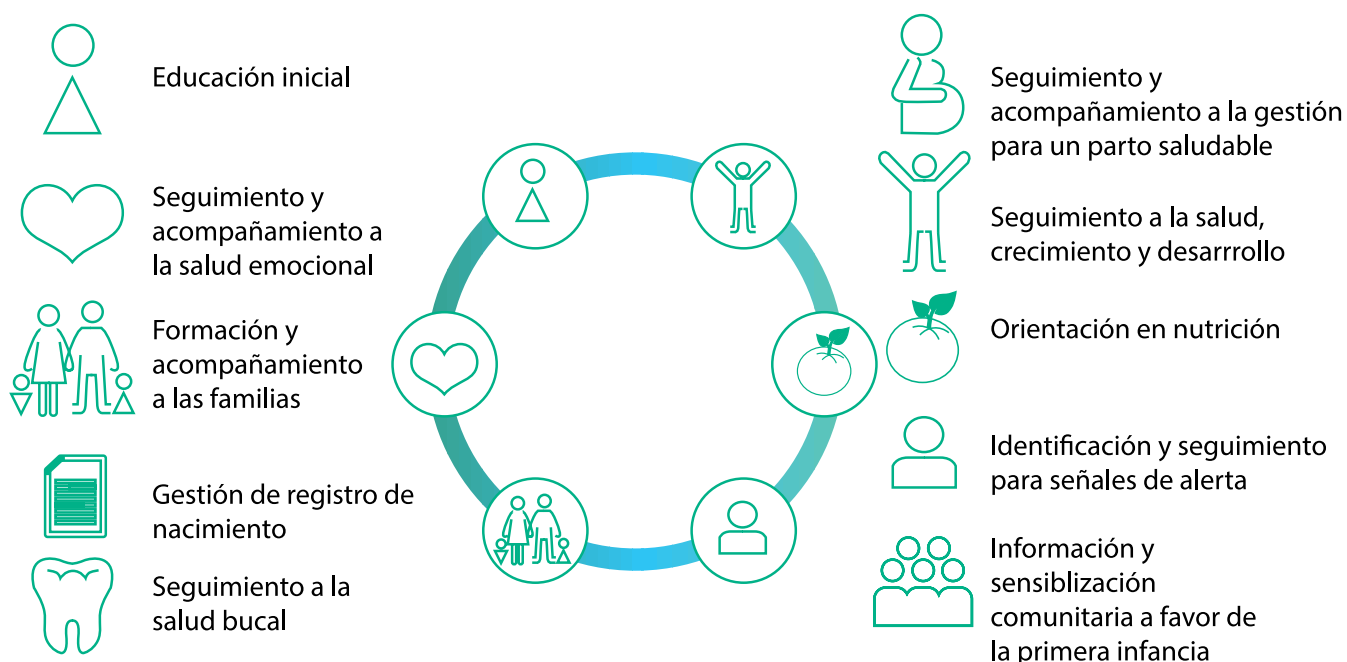 Educación inicial
Seguimiento y
acompañamiento a
la salud emocional
Formación y
acompañamiento
a las familias
Gestión de registro de
nacimiento
Seguimiento a la
salud bucal
Seguimiento y
acompañamiento a la gestión
para un parto saludable
Seguimiento a la salud,
crecimiento y desarrrollo
Orientación en nutrición
Identificación y seguimiento
para señales de alerta
Información y
sensiblización
comunitaria a favor de
la primera infancia